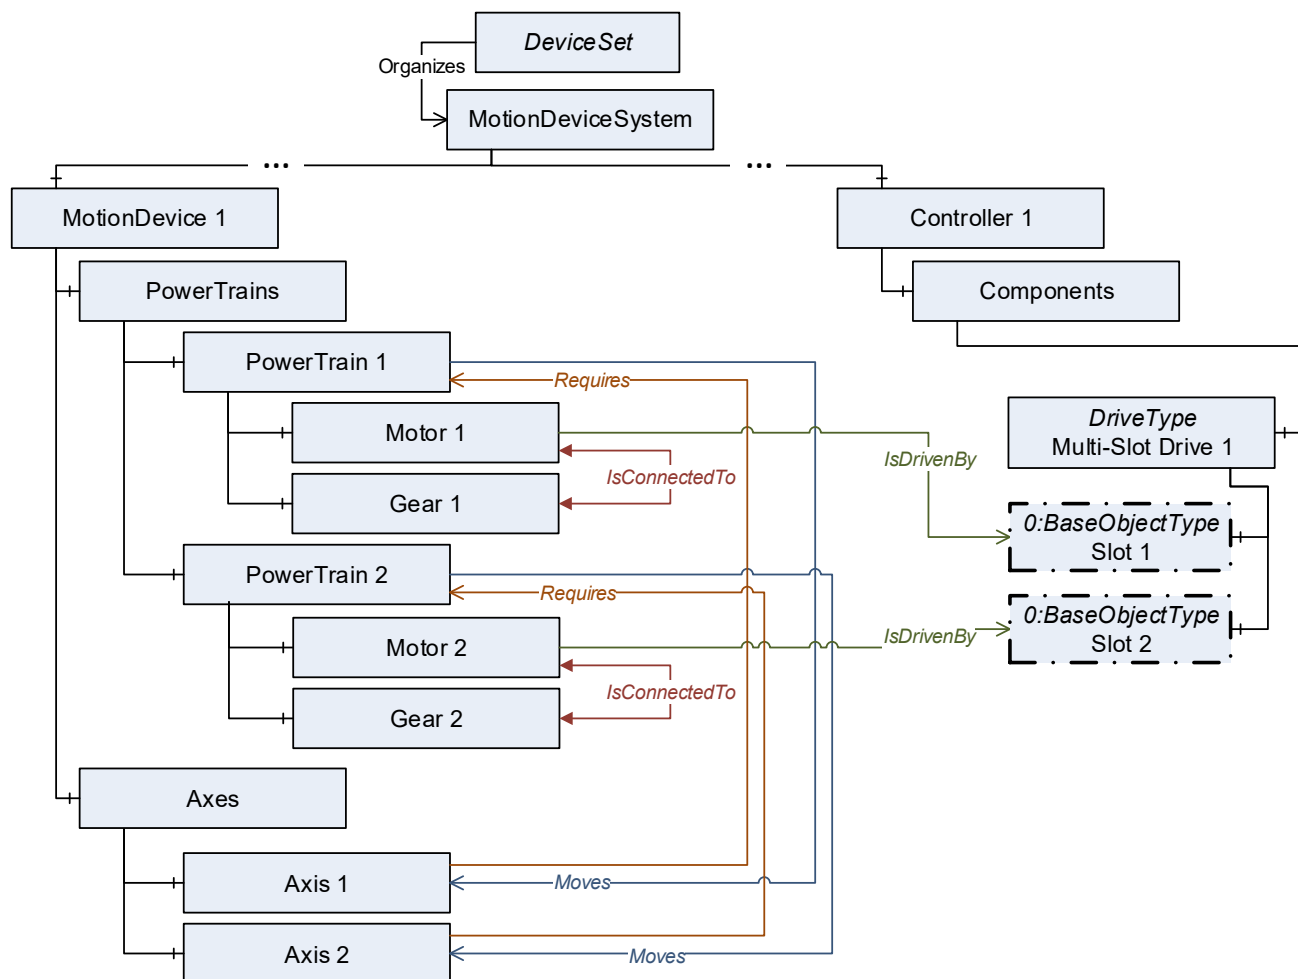 DeviceSet
Organizes
MotionDeviceSystem
...
...
MotionDevice 1
Controller 1
PowerTrains
Components
PowerTrain 1
Requires
Motor 1
DriveType
Multi-Slot Drive 1
IsDrivenBy
IsConnectedTo
Gear 1
0:BaseObjectType
Slot 1
PowerTrain 2
Requires
0:BaseObjectType
Slot 2
IsDrivenBy
Motor 2
IsConnectedTo
Gear 2
Axes
Axis 1
Moves
Axis 2
Moves